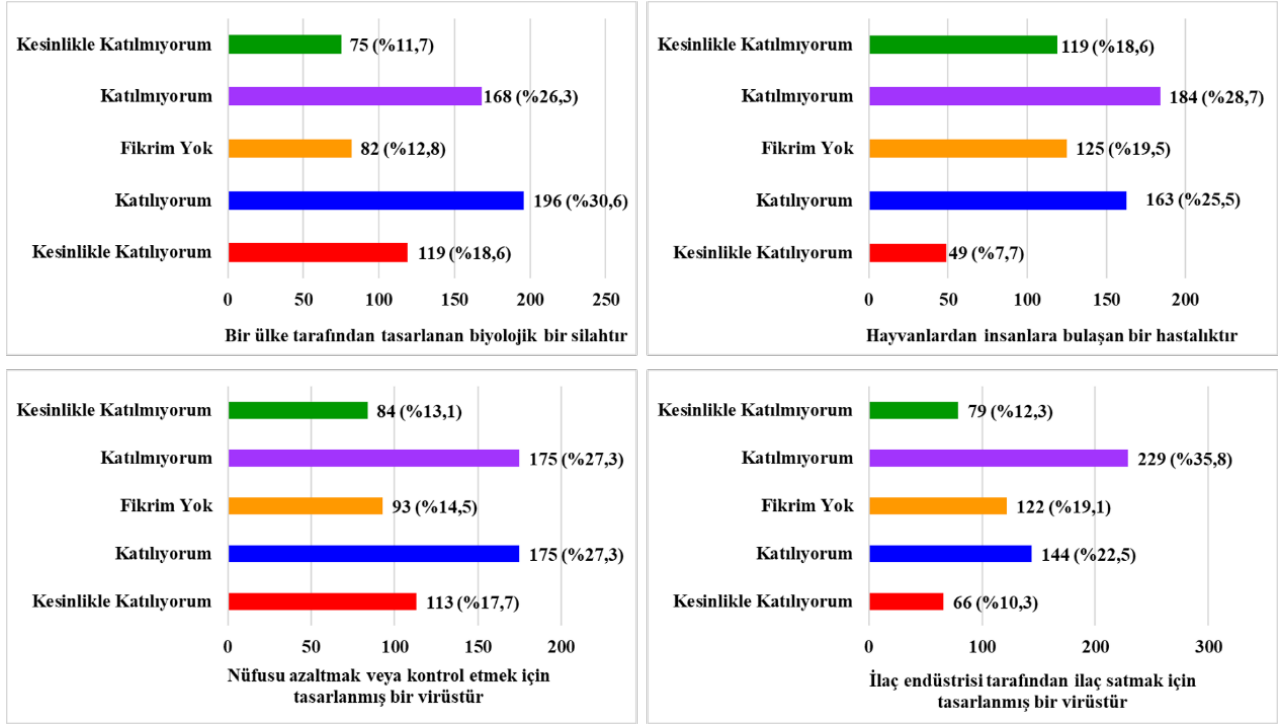 Kesinlikle Katılmıyorum 75 (%11,7)
Katılmıyorum 168 (%26,3)
Fikrim Yok 82 (%12,8)
Katılıyorum 196 (%30,6)
Kesinlikle Katılıyorum 119 (%18,6)
0 50 100 150 200 250
Bir ülke tarafından tasarlanan biyolojik bir silahtır
Kesinlikle Katılmıyorum 119 (%18,6)
Katılmıyorum 184 (%28,7)
Fikrim Yok 125 (%19,5)
Katılıyorum 163 (%25,5)
Kesinlikle Katılıyorum 49 (%7,7)
0 50 100 150 200
Hayvanlardan insanlara bulaşan bir hastalıktır
Kesinlikle Katılmıyorum 84 (%13,1)
Katılmıyorum 175 (%27,3)
Fikrim Yok 93 (%14,5)
Katılıyorum 175 (%27,3)
Kesinlikle Katılıyorum 113 (%17,7)
0 50 100 150 200
Nüfusu azaltmak veya kontrol etmek için
tasarlanmış bir virüstür
Kesinlikle Katılmıyorum 79 (%12,3)
Katılmıyorum 229 (%35,8)
Fikrim Yok 122 (%19,1)
Katılıyorum 144 (%22,5)
Kesinlikle Katılıyorum 66 (%10,3)
0 100 200 300
İlaç endüstrisi tarafından ilaç satmak için
tasarlanmış bir virüstür